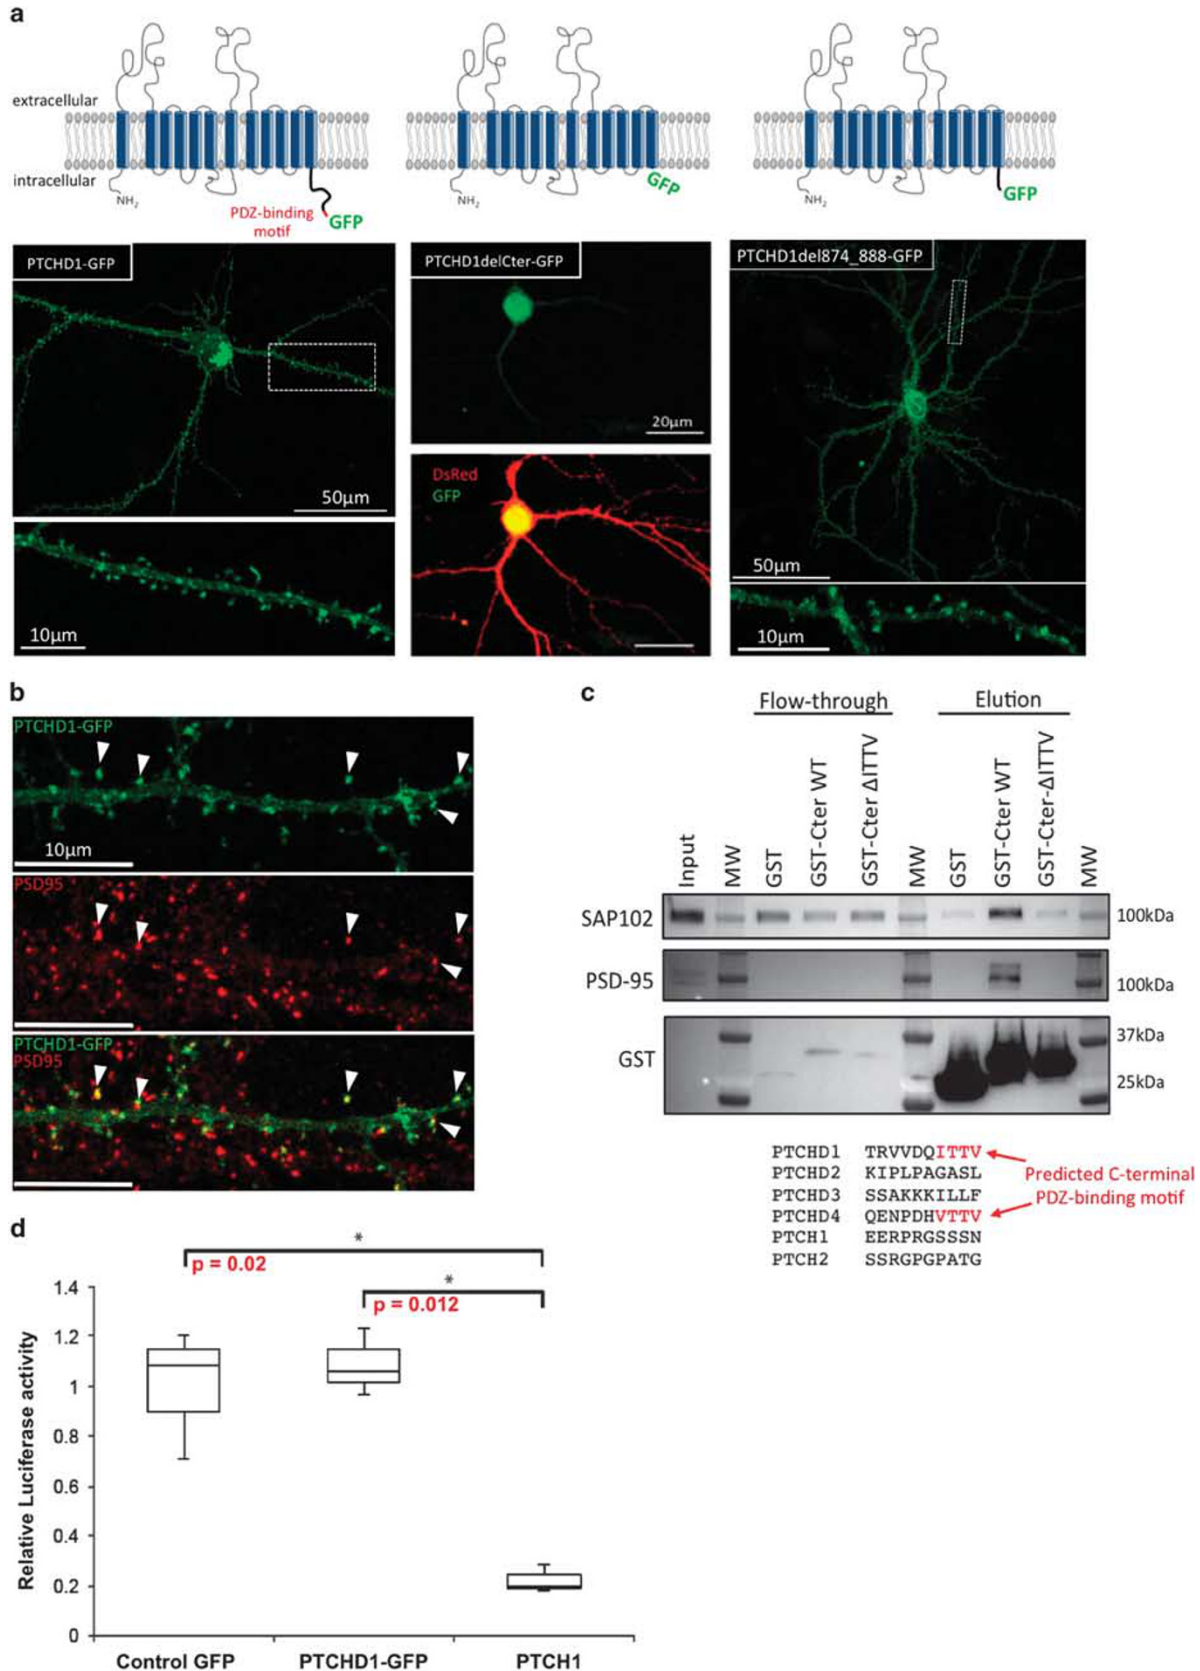 a
extracellular
intracellular
NH2
PDZ-binding
motif
GFP
NH2
GFP
NH2
GFP
PTCHD1-GFP
50µm
10µm
PTCHD1delCter-GFP
20µm
DsRed
GFP
PTCHD1del874_888-GFP
50µm
10µm
b
PTCHD1-GFP
10µm
PSD95
PTCHD1-GFP
PSD95
c
Flow-through
Elution
Input
MW
GST
GST-Cter WT
GST-Cter ΔITTV
MW
GST
GST-Cter WT
GST-Cter-ΔITTV
MW
SAP102
100kDa
PSD-95
100kDa
GST
37kDa
25kDa
PTCHD1 TRVVDQITTV
PTCHD2 KIPLPAGASL
PTCHD3 SSAKKKILLF
PTCHD4 QENPDHVTTV
PTCH1 EERPRGSSSN
PTCH2 SSRGPGPATG
Predicted C-terminal
PDZ-binding motif
d
*
p = 0.02
*
p = 0.012
Relative Luciferase activity
1.4
1.2
1
0.8
0.6
0.4
0.2
0
Control GFP
PTCHD1-GFP
PTCH1